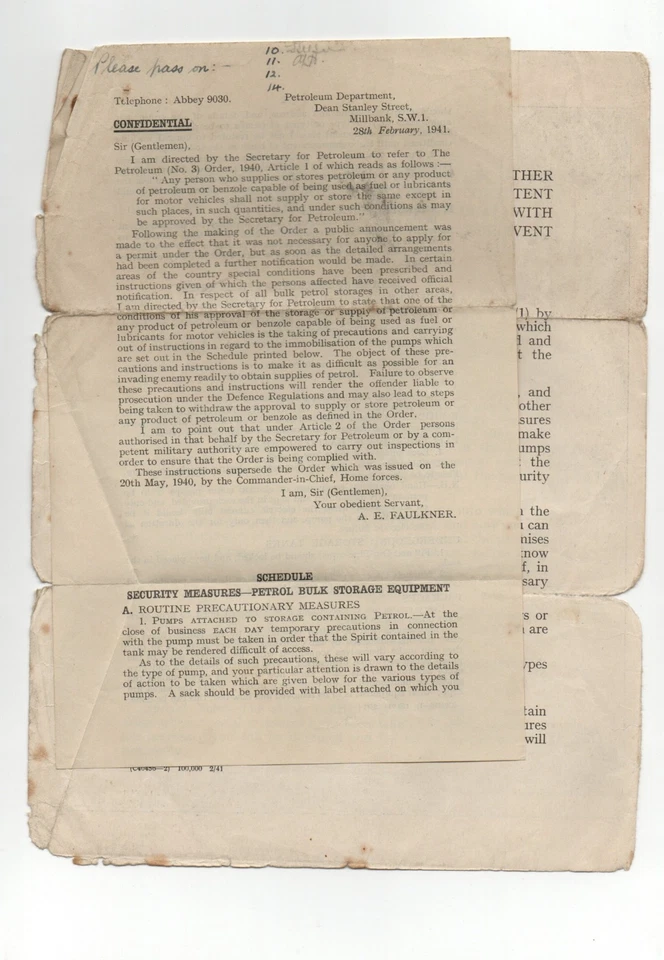 Please pass on: -
10.
11.
12.
14.
Telephone : Abbey 9030.
Petroleum Department,
Dean Stanley Street,
Millbank, S.W.1.
28th February, 1941.
CONFIDENTIAL
Sir (Gentlemen),
I am directed by the Secretary for Petroleum to refer to The
Petroleum (No. 3) Order, 1940, Article 1 of which reads as follows :—
" Any person who supplies or stores petroleum or any product
of petroleum or benzole capable of being used as fuel or lubricants
for motor vehicles shall not supply or store the same except in
such places, in such quantities, and under such conditions as may
be approved by the Secretary for Petroleum."
Following the making of the Order a public announcement was
made to the effect that it was not necessary for anyone to apply for
a permit under the Order, but as soon as the detailed arrangements
had been completed a further notification would be made. In certain
areas of the country special conditions have been prescribed and
instructions given of which the persons affected have received official
notification. In respect of all bulk petrol storages in other areas,
I am directed by the Secretary for Petroleum to state that one of the
conditions of his approval of the storage or supply of petroleum or
any product of petroleum or benzole capable of being used as fuel or
lubricants for motor vehicles is the taking of precautions and carrying
out of instructions in regard to the immobilisation of the pumps which
are set out in the Schedule printed below. The object of these pre-
cautions and instructions is to make it as difficult as possible for an
invading enemy readily to obtain supplies of petrol. Failure to observe
these precautions and instructions will render the offender liable to
prosecution under the Defence Regulations and may also lead to steps
being taken to withdraw the approval to supply or store petroleum or
any product of petroleum or benzole as defined in the Order.
I am to point out that under Article 2 of the Order persons
authorised in that behalf by the Secretary for Petroleum or by a com-
petent military authority are empowered to carry out inspections in
order to ensure that the Order is being complied with.
These instructions supersede the Order which was issued on the
20th May, 1940, by the Commander-in-Chief, Home forces.
I am, Sir (Gentlemen),
Your obedient Servant,
A. E. FAULKNER.
SCHEDULE
SECURITY MEASURES—PETROL BULK STORAGE EQUIPMENT
A. ROUTINE PRECAUTIONARY MEASURES
1. PUMPS ATTACHED TO STORAGE CONTAINING PETROL.—At the
close of business EACH DAY temporary precautions in connection
with the pump must be taken in order that the Spirit contained in the
tank may be rendered difficult of access.
As to the details of such precautions, these will vary according to
the type of pump, and your particular attention is drawn to the details
of action to be taken which are given below for the various types of
pumps. A sack should be provided with label attached on which you
100,000 2/41
THER
TENT
WITH
VENT
(1) by
which
and
t the
, and
other
sures
make
umps
the
urity
n the
can
mises
know
f, in
sary
s or
are
ypes
tain
ures
will